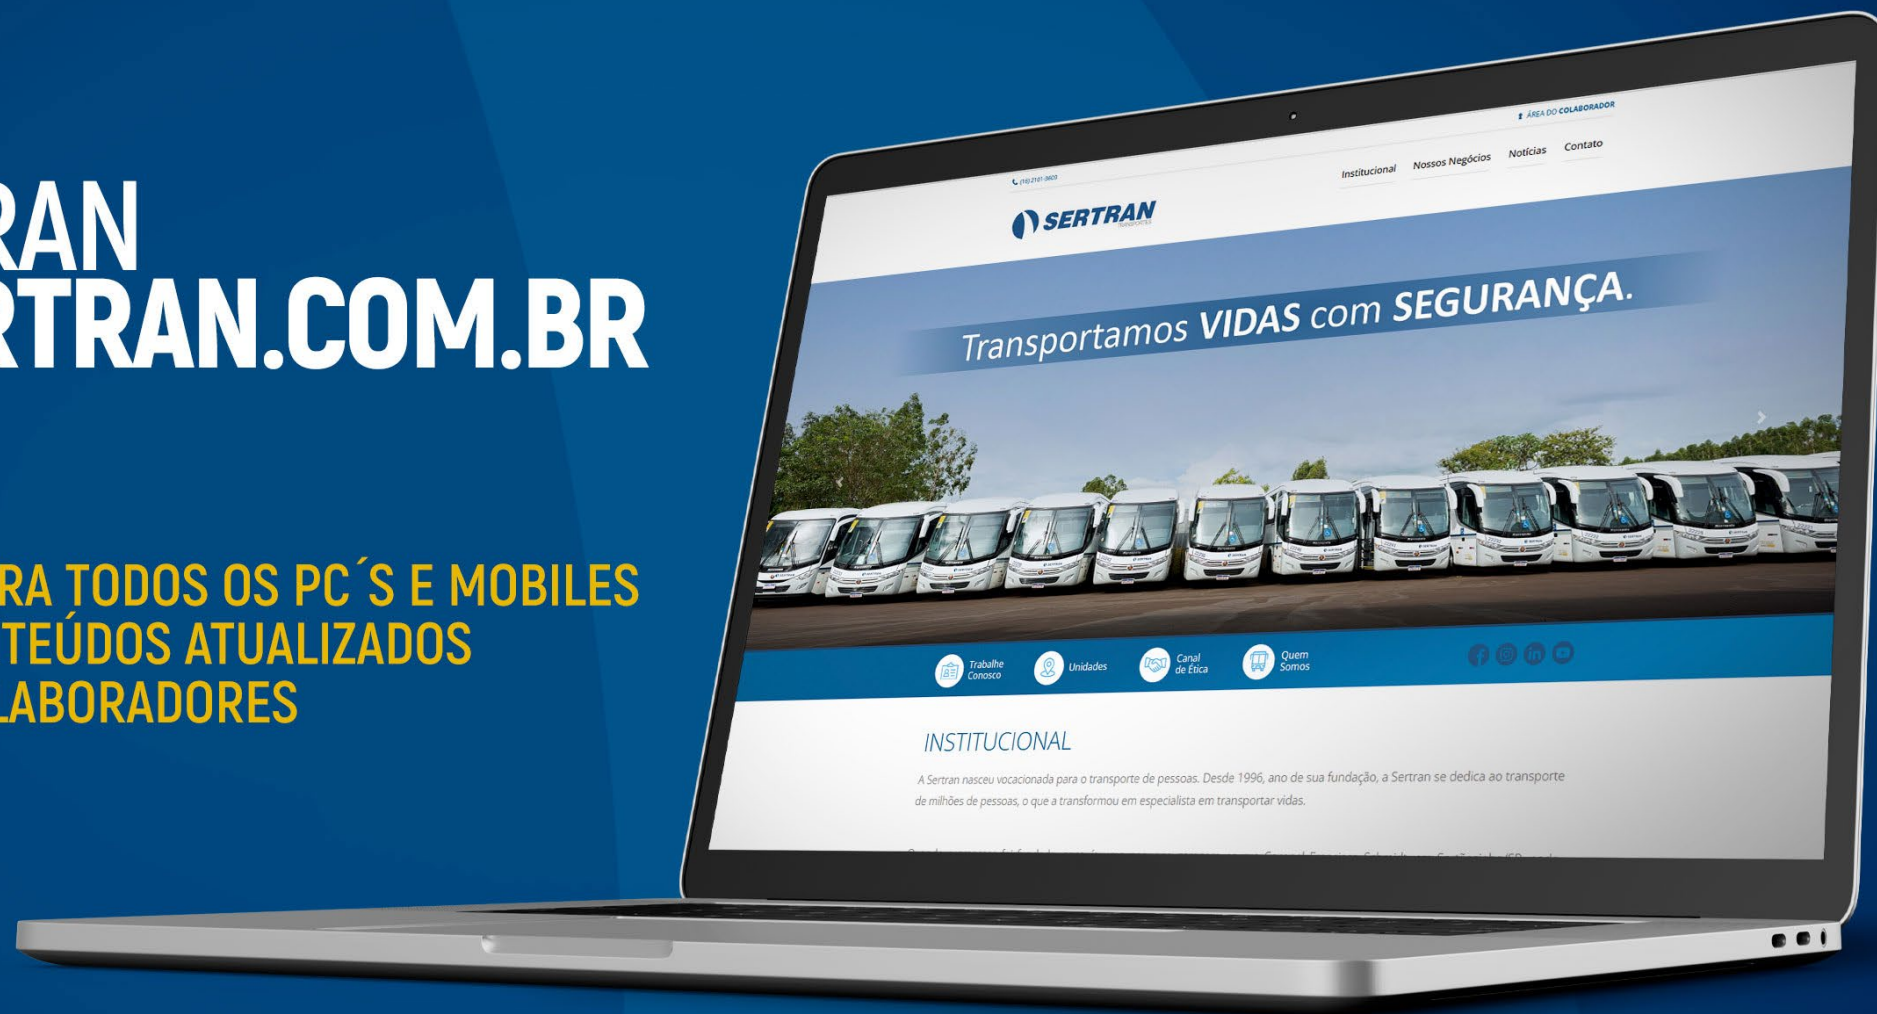 RAN
RTRAN.COM.BR
RA TODOS OS PC´S E MOBILES
TEÚDOS ATUALIZADOS
LABORADORES
ÁREA DO COLABORADOR
Institucional Nossos Negócios Notícias Contato
SERTRAN
TRANSPORTES
Transportamos VIDAS com SEGURANÇA.
Trabalhe
Conosco
Unidades
Canal
de Ética
Quem
Somos
INSTITUCIONAL
A Sertran nasceu vocacionada para o transporte de pessoas. Desde 1996, ano de sua fundação, a Sertran se dedica ao transporte
de milhões de pessoas, o que a transformou em especialista em transportar vidas.